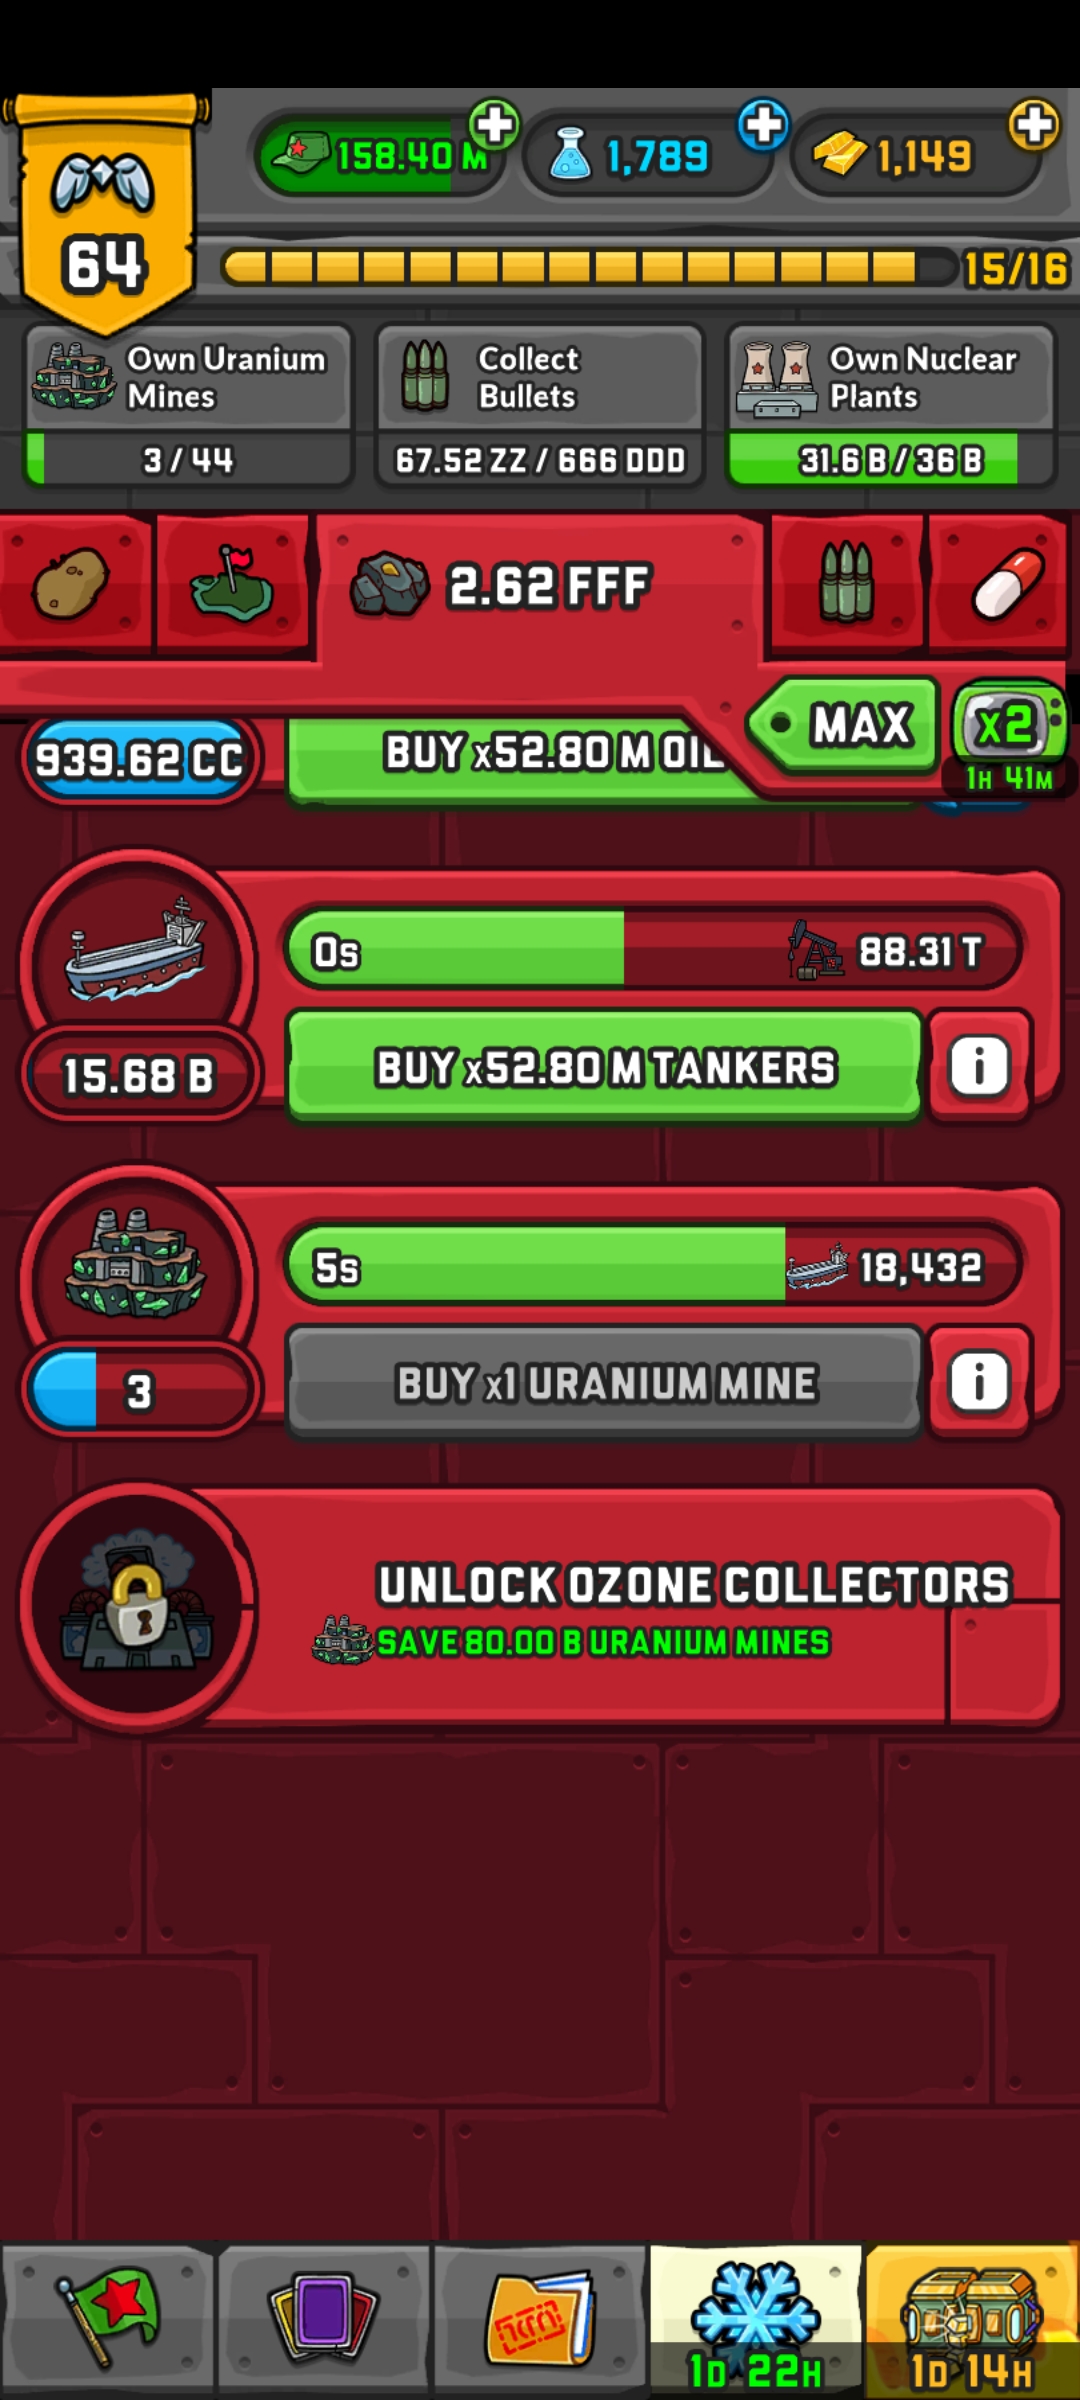 158.40 M
1,789
1,149
64
15/16
Own Uranium
Mines
3 / 44
Collect
Bullets
67.52 ZZ / 666 DDD
Own Nuclear
Plants
31.6 B / 36 B
2.62 FFF
MAX
x2
1H 41M
939.62 CC
BUY x52.80 M OIL
0s
88.31 T
15.68 B
BUY x52.80 M TANKERS
i
5s
18,432
3
BUY x1 URANIUM MINE
i
UNLOCK OZONE COLLECTORS
SAVE 80.00 B URANIUM MINES
1D 22H
1D 14H